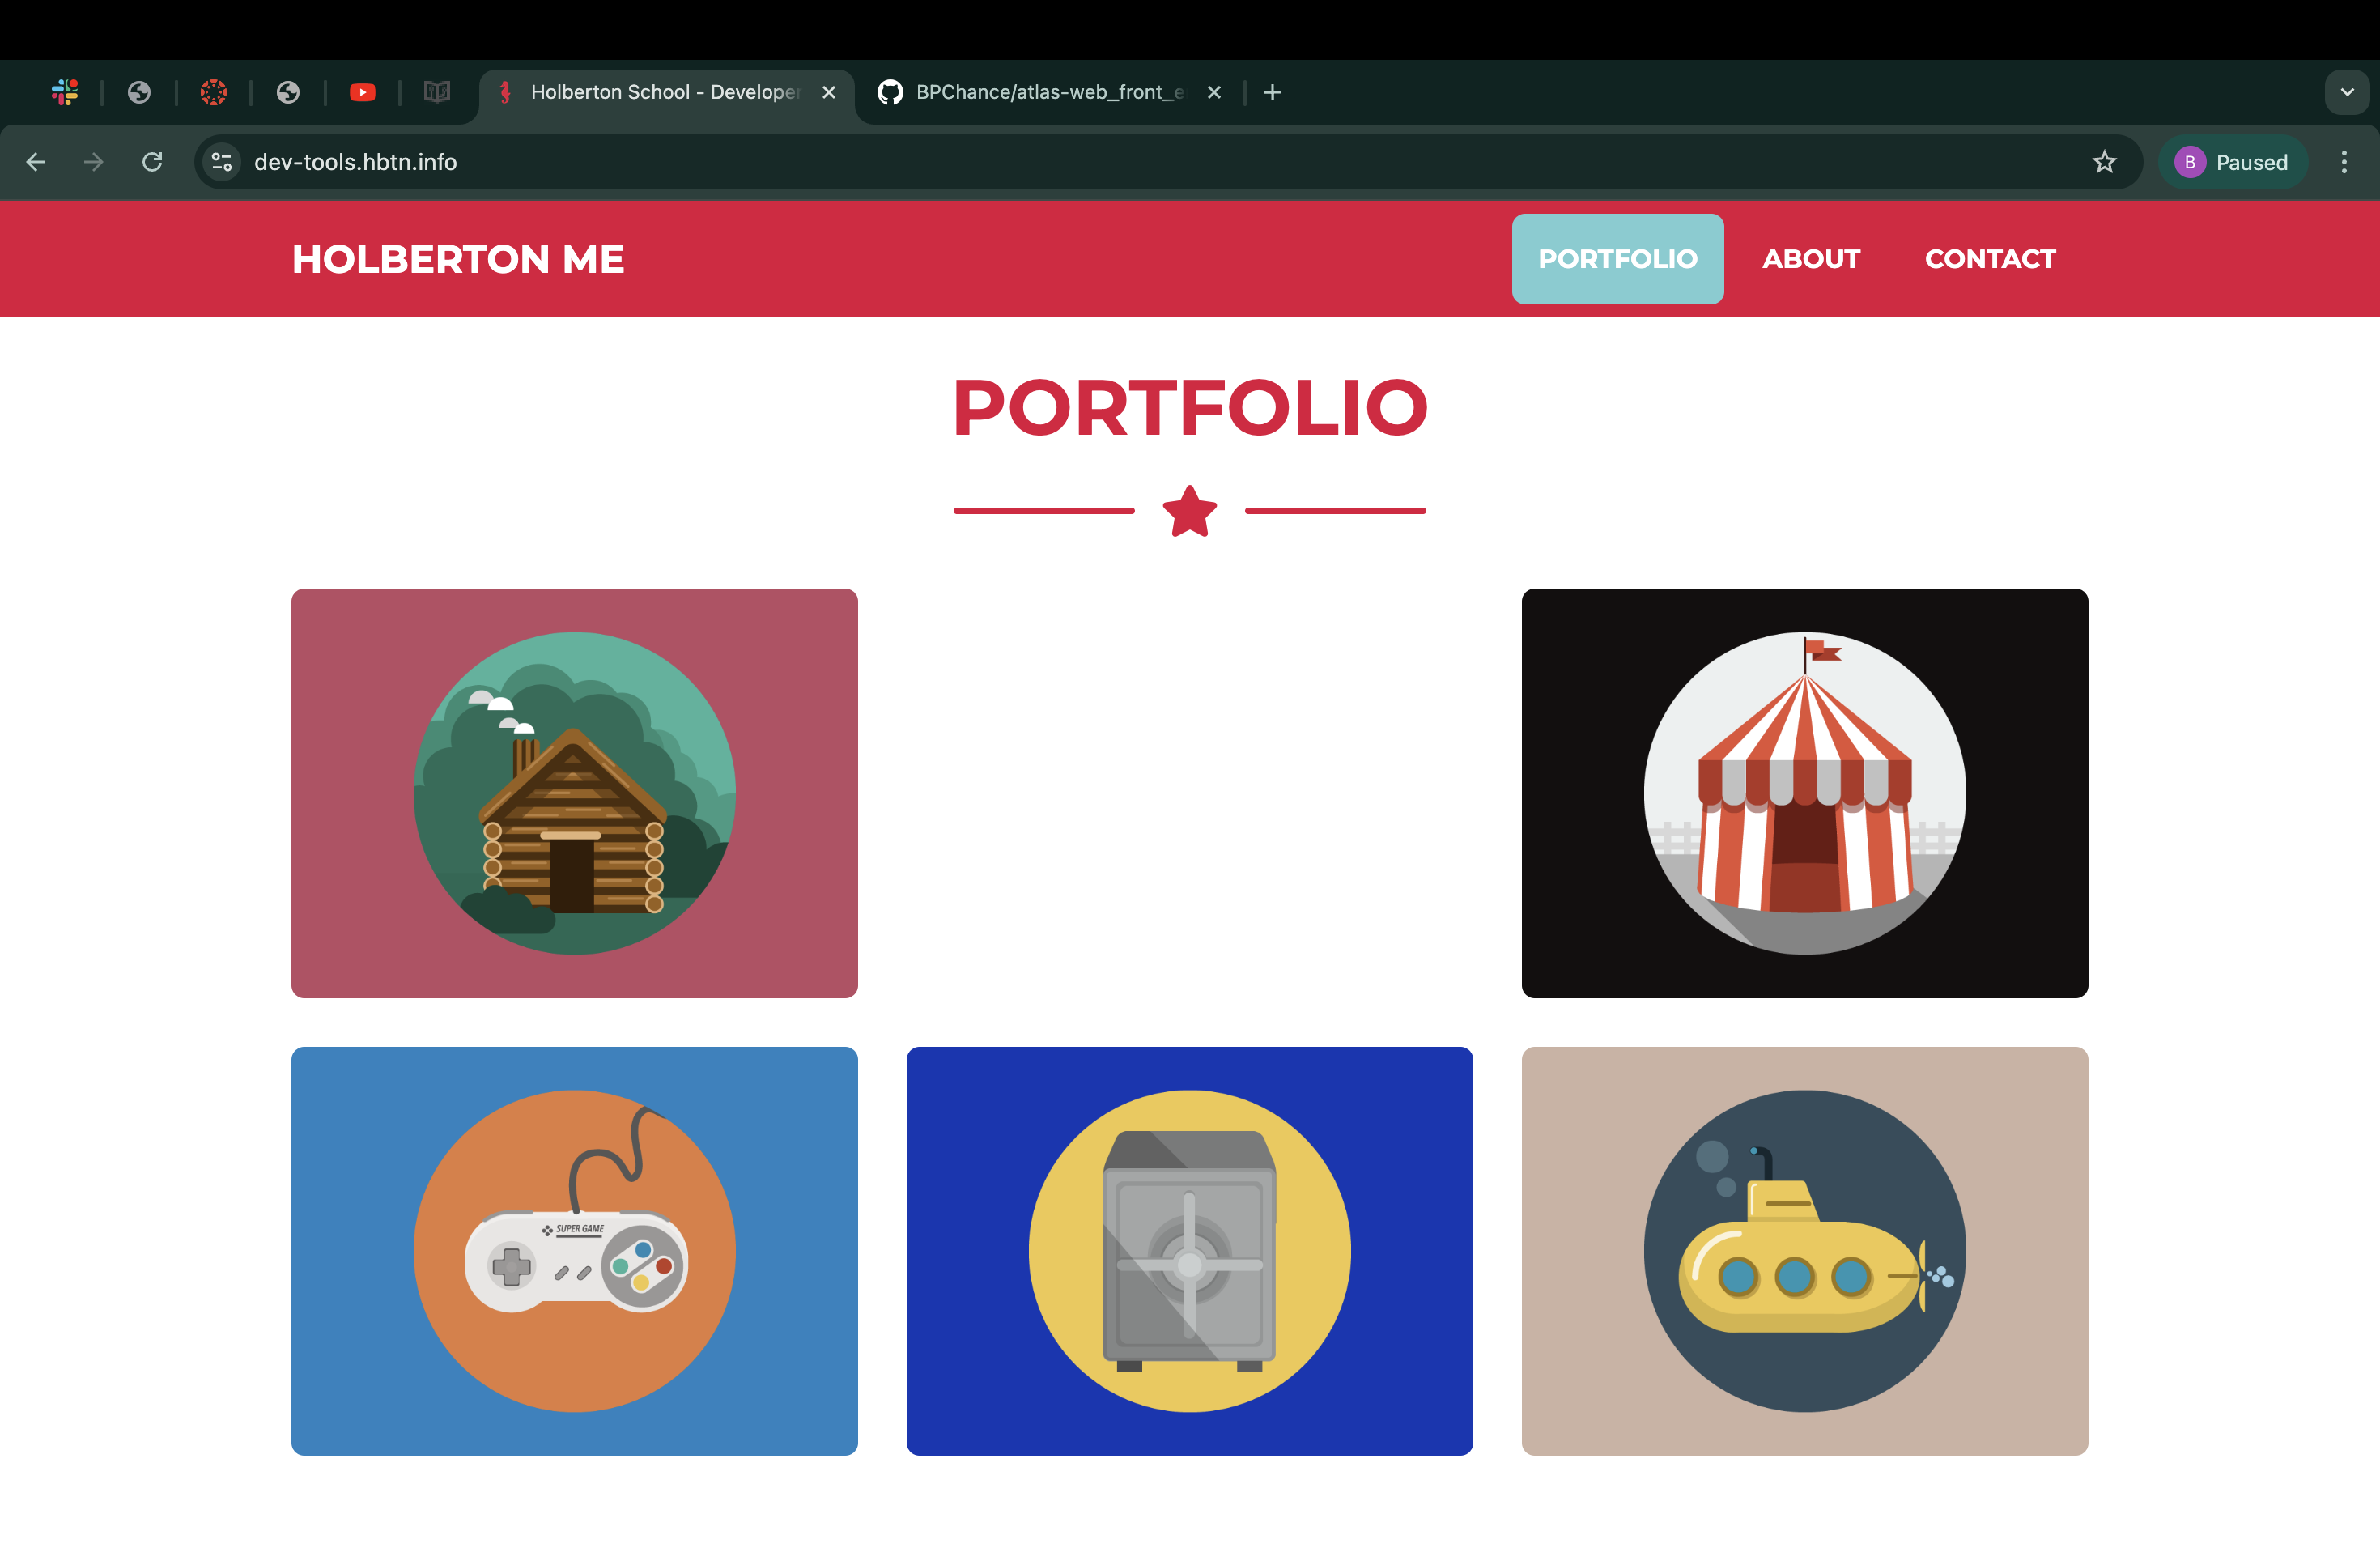 Holberton School - Developer
BPChance/atlas-web_front_e
dev-tools.hbtn.info
B
Paused
HOLBERTON ME
PORTFOLIO
ABOUT
CONTACT
PORTFOLIO
SUPER GAME